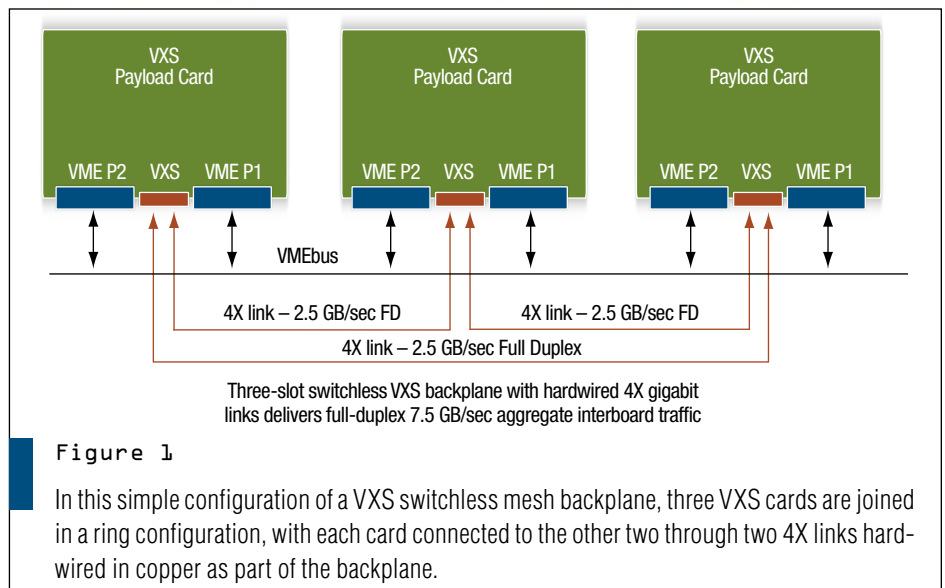 VXS
Payload Card
VXS
Payload Card
VXS
Payload Card
VME P2 VXS VME P1
VME P2 VXS VME P1
VME P2 VXS VME P1
VMEbus
4X link – 2.5 GB/sec FD
4X link – 2.5 GB/sec FD
4X link – 2.5 GB/sec Full Duplex
Three-slot switchless VXS backplane with hardwired 4X gigabit
links delivers full-duplex 7.5 GB/sec aggregate interboard traffic
Figure 1
In this simple configuration of a VXS switchless mesh backplane, three VXS cards are joined
in a ring configuration, with each card connected to the other two through two 4X links hard-
wired in copper as part of the backplane.